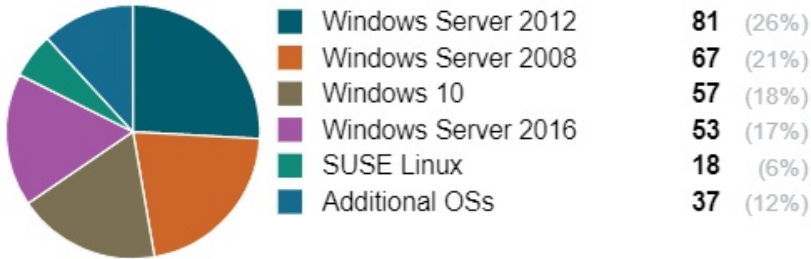 Windows Server 2012 81 (26%)
Windows Server 2008 67 (21%)
Windows 10 57 (18%)
Windows Server 2016 53 (17%)
SUSE Linux 18 (6%)
Additional OSs 37 (12%)